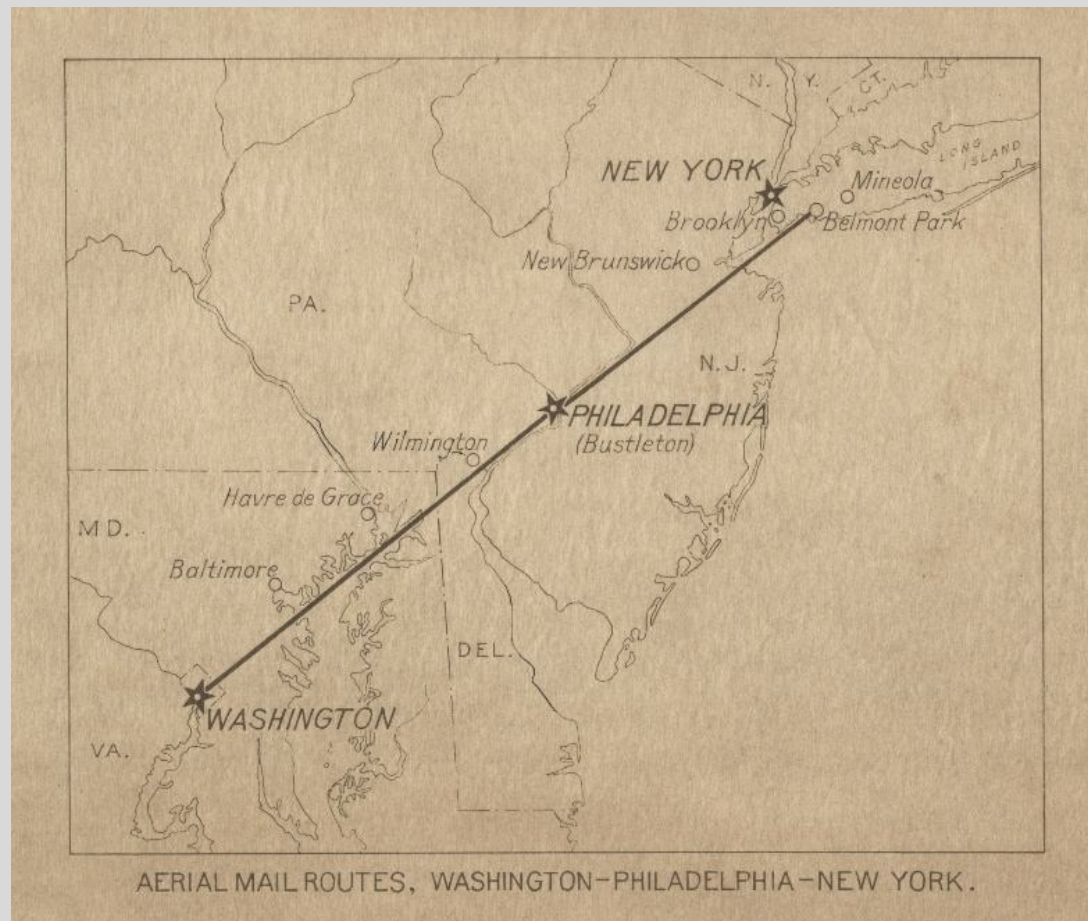 N. Y.
CT.
LONG
ISLAND
NEW YORK
Mineola
Brooklyn
Belmont Park
New Brunswick
PA.
N.J.
PHILADELPHIA
(Bustleton)
Wilmington
Havre de Grace
MD.
Baltimore
DEL.
WASHINGTON
VA.
AERIAL MAIL ROUTES, WASHINGTON-PHILADELPHIA-NEW YORK.